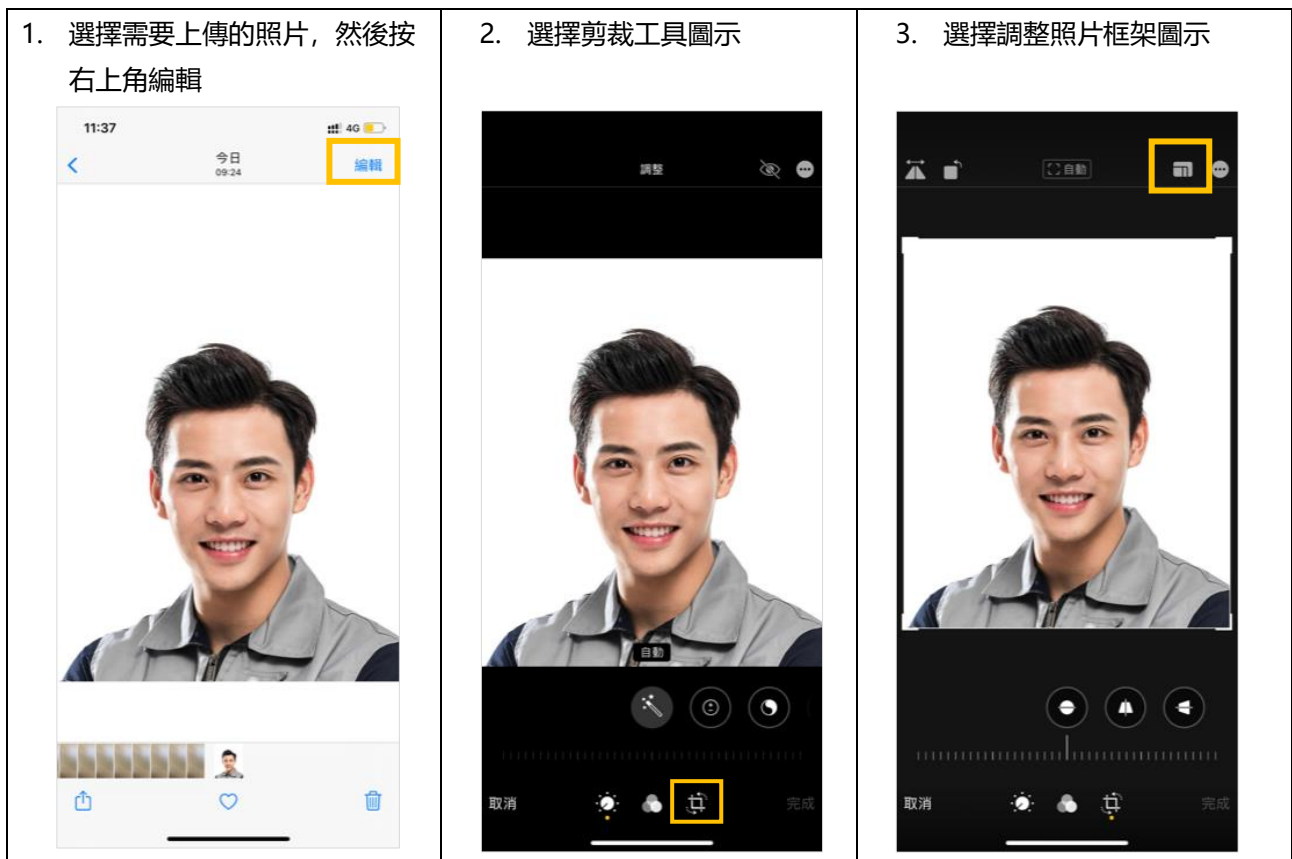 1. 選擇需要上傳的照片，然後按
右上角編輯
11:37
4G
今日
09:24
編輯
2. 選擇剪裁工具圖示
調整
自動
取消
完成
3. 選擇調整照片框架圖示
自動
取消
完成